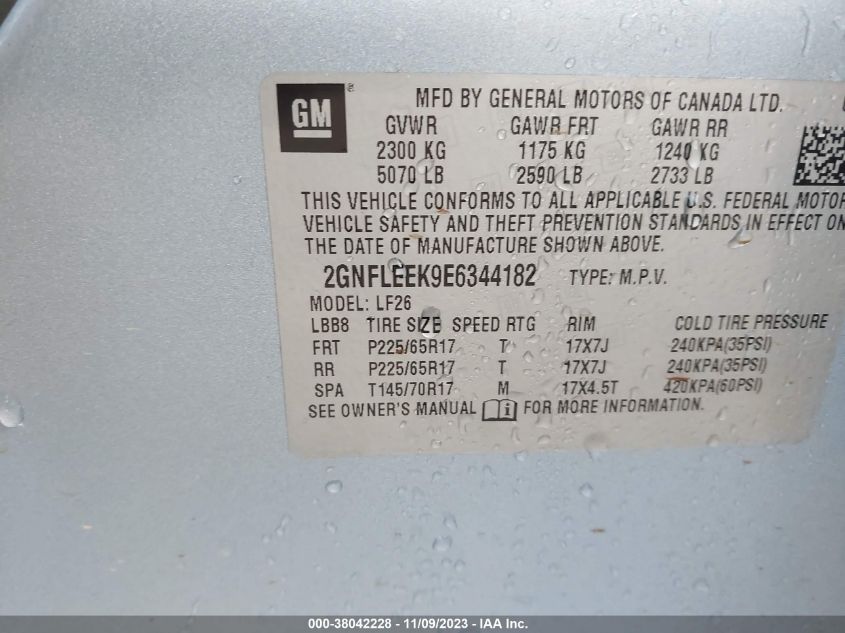 GM
MFD BY GENERAL MOTORS OF CANADA LTD.
GVWR GAWR FRT GAWR RR
2300 KG 1175 KG 1240 KG
5070 LB 2590 LB 2733 LB
THIS VEHICLE CONFORMS TO ALL APPLICABLE U.S. FEDERAL MOTOR
VEHICLE SAFETY AND THEFT PREVENTION STANDARDS IN EFFECT ON
THE DATE OF MANUFACTURE SHOWN ABOVE.
2GNFLEEK9E6344182 TYPE: M.P.V.
MODEL: LF26
LBB8 TIRE SIZE SPEED RTG RIM COLD TIRE PRESSURE
FRT P225/65R17 T 17X7J 240KPA(35PSI)
RR P225/65R17 T 17X7J 240KPA(35PSI)
SPA T145/70R17 M 17X4.5T 420KPA(60PSI)
SEE OWNER'S MANUAL FOR MORE INFORMATION.
000-38042228 - 11/09/2023 - IAA Inc.